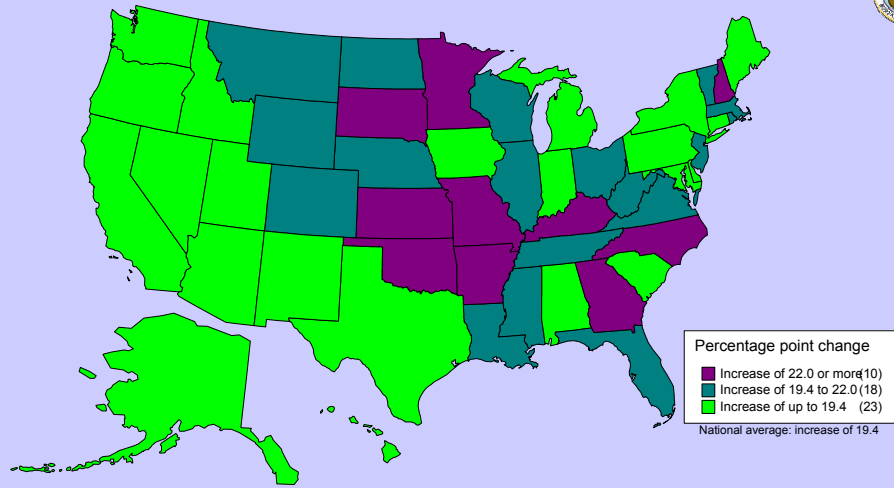 Percentage point change
Increase of 22.0 or more(10)
Increase of 19.4 to 22.0 (18)
Increase of up to 19.4 (23)
National average: increase of 19.4